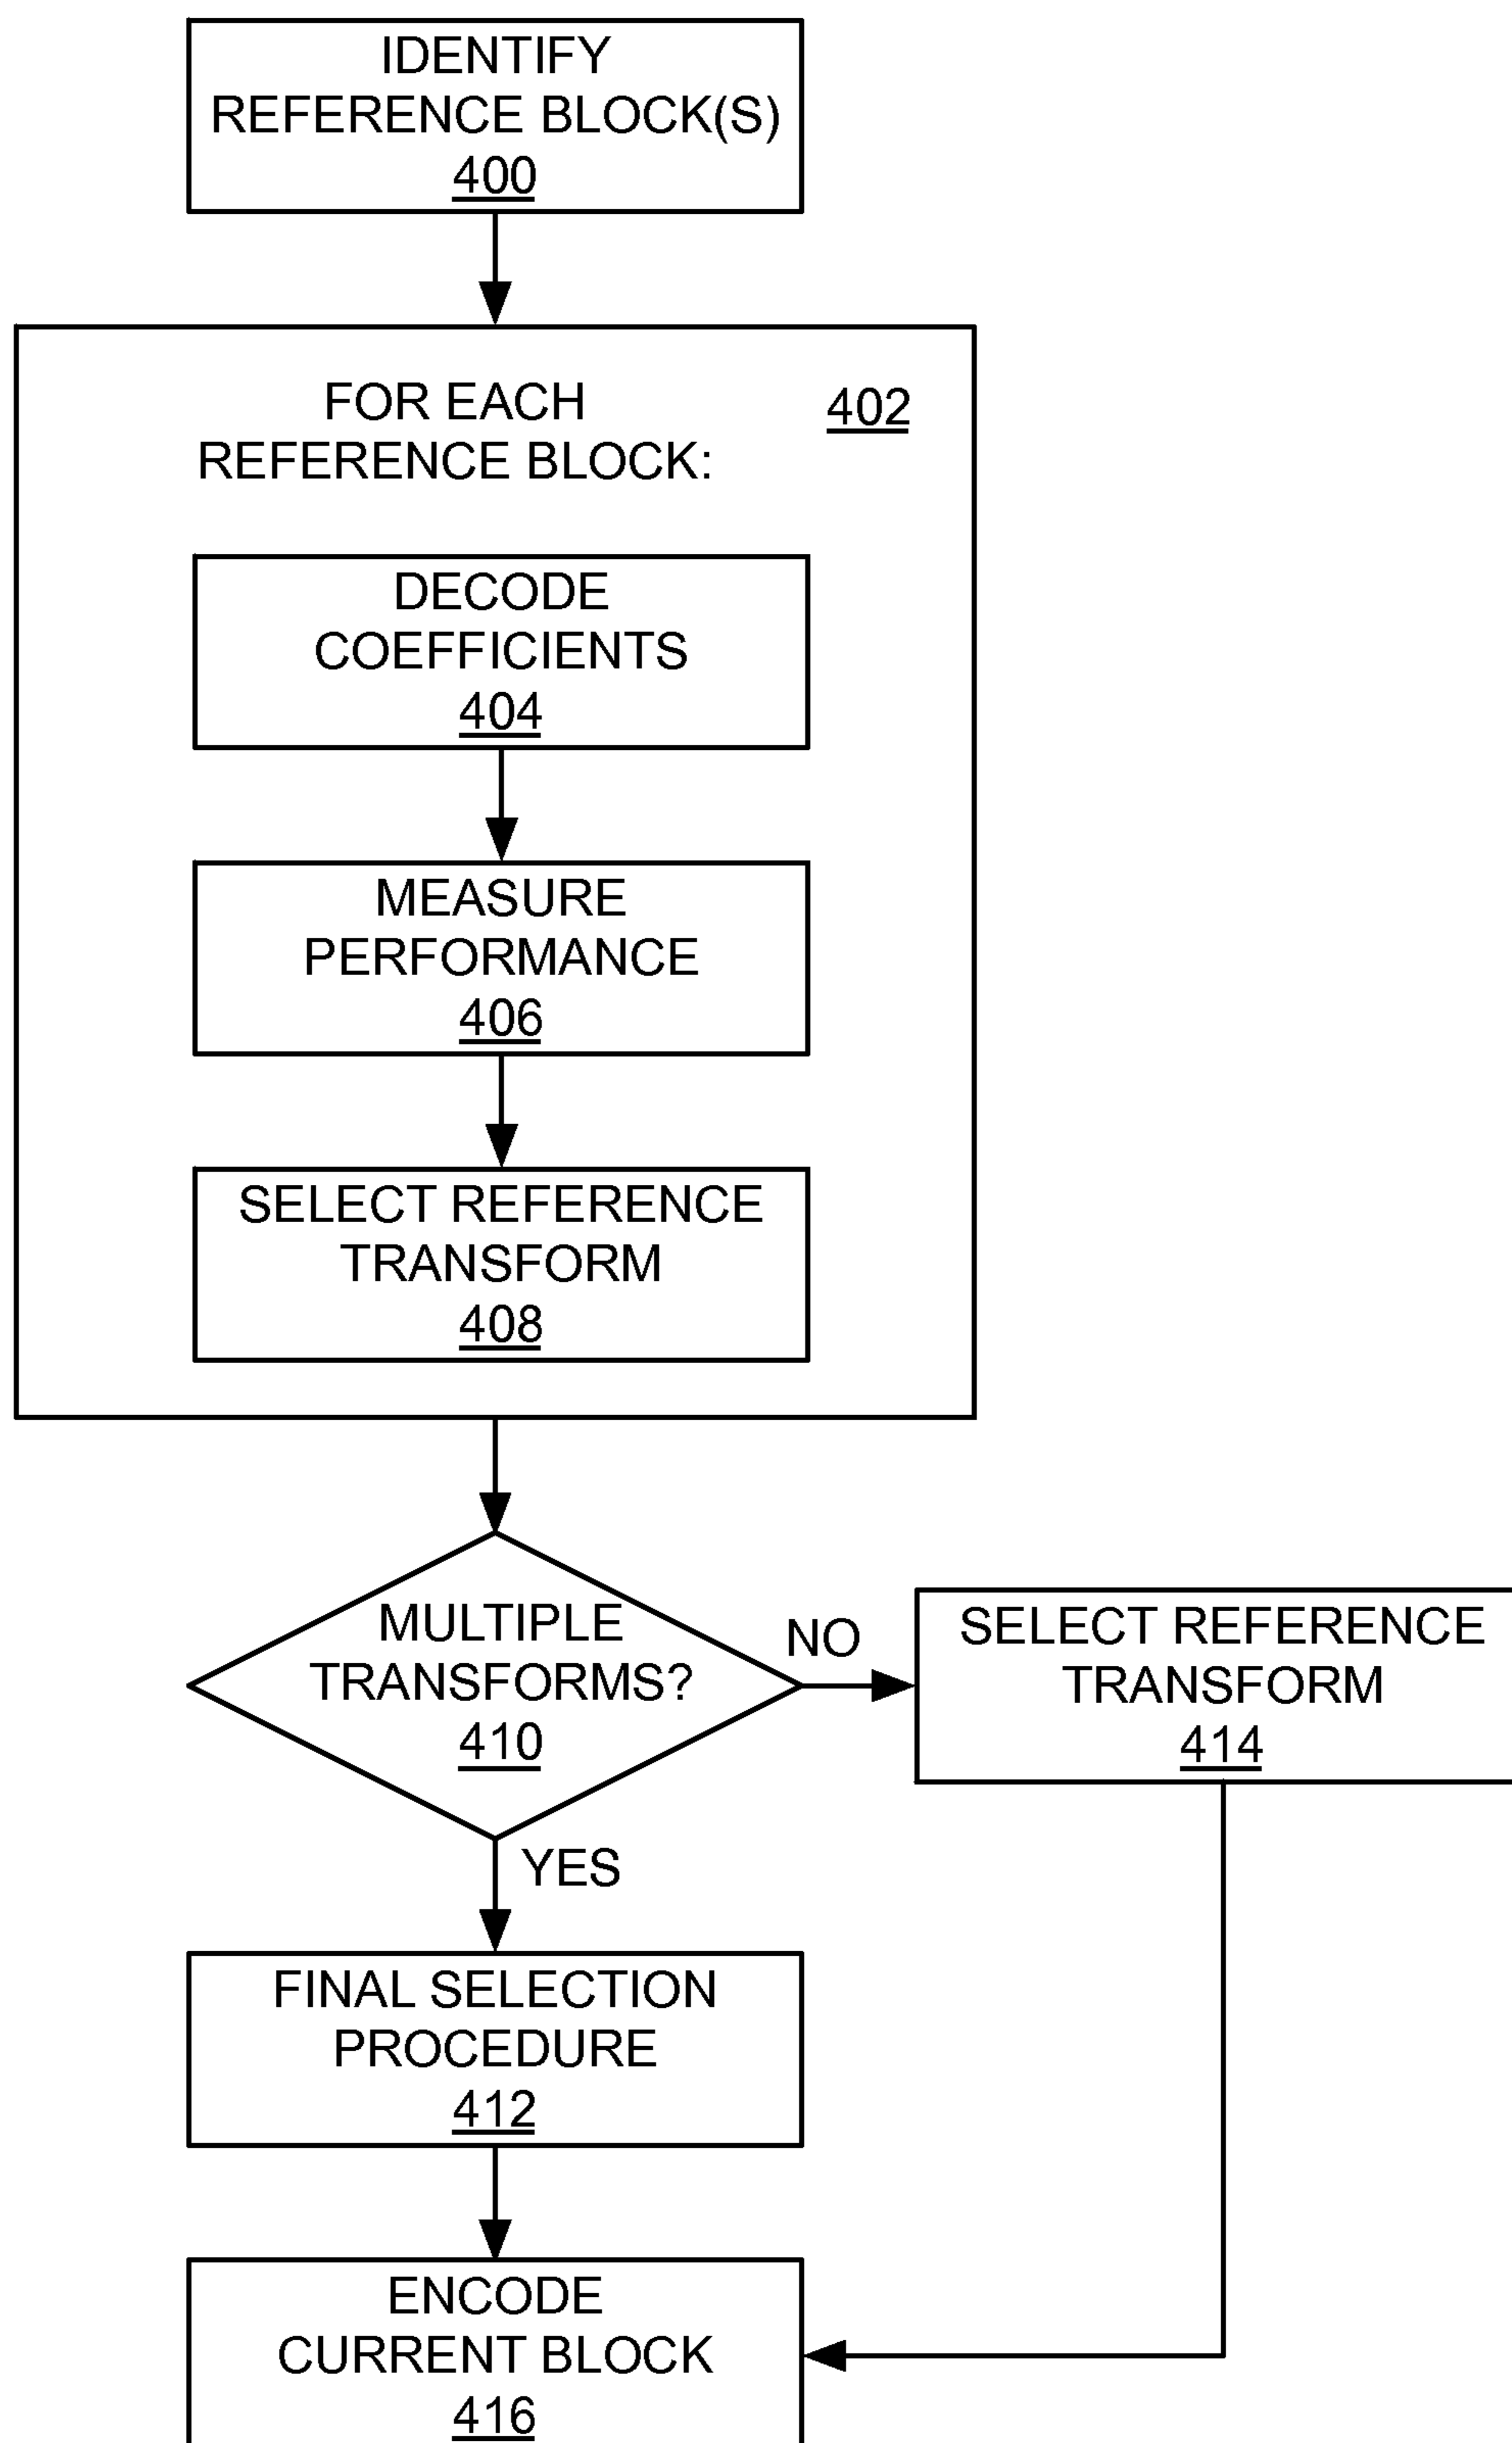 IDENTIFY
REFERENCE BLOCK(S)
400
FOR EACH
REFERENCE BLOCK:
402
DECODE
COEFFICIENTS
404
MEASURE
PERFORMANCE
406
SELECT REFERENCE
TRANSFORM
408
MULTIPLE
TRANSFORMS?
410
NO
SELECT REFERENCE
TRANSFORM
414
YES
FINAL SELECTION
PROCEDURE
412
ENCODE
CURRENT BLOCK
416